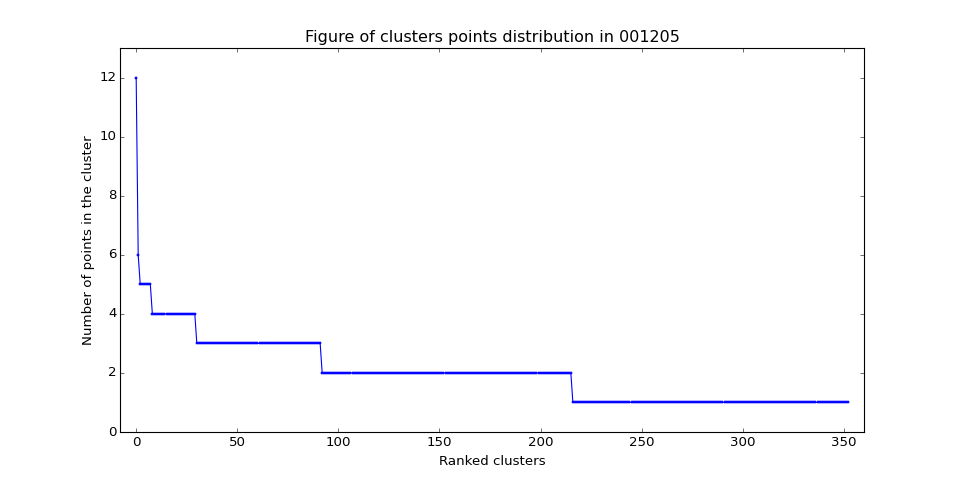 Figure of clusters points distribution in 001205
Number of points in the cluster
12
10
8
6
4
2
0
0 50 100 150 200 250 300 350
Ranked clusters